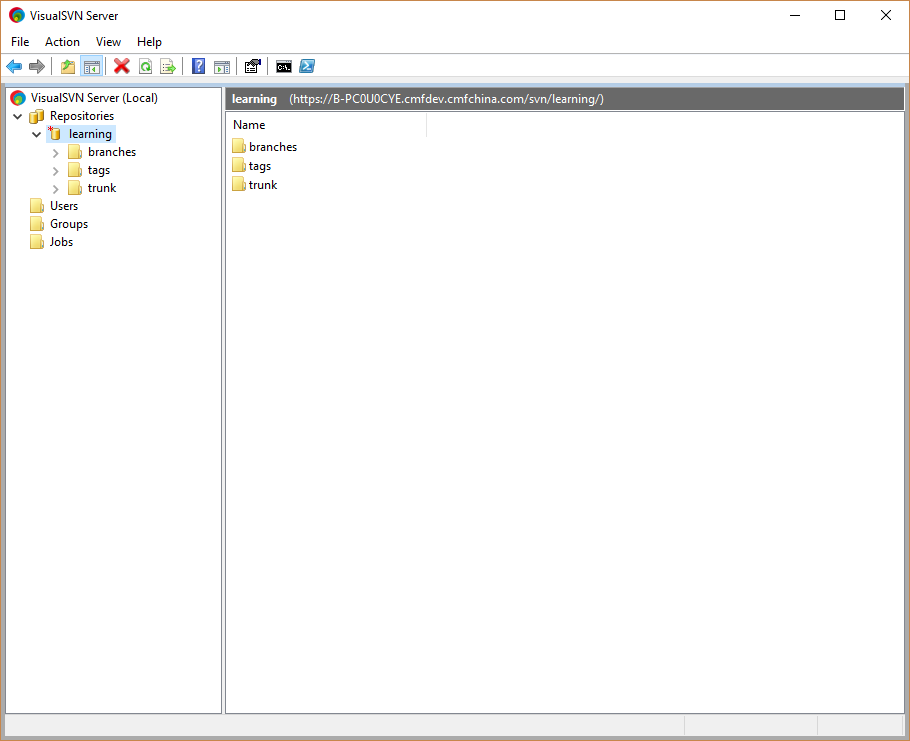 VisualSVN Server
File Action View Help
VisualSVN Server (Local)
Repositories
learning
branches
tags
trunk
Users
Groups
Jobs
learning (https://B-PC0U0CYE.cmfdev.cmfchina.com/svn/learning/)
Name
branches
tags
trunk